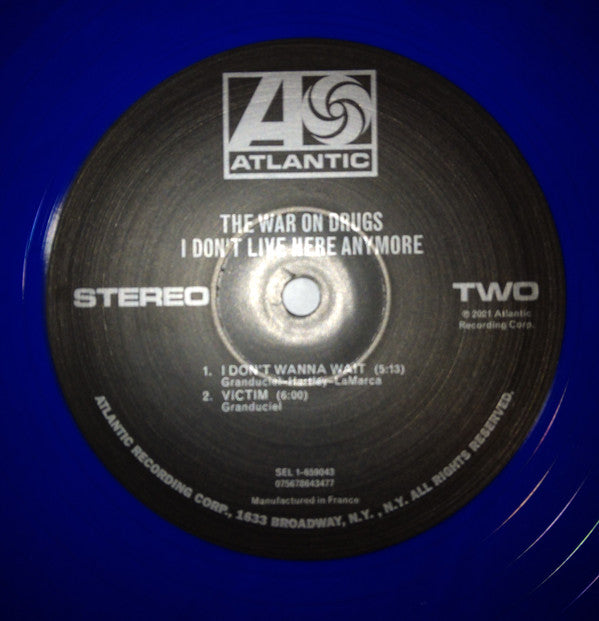 ATLANTIC
THE WAR ON DRUGS
I DON'T LIVE HERE ANYMORE
STEREO
TWO
℗ 2021 Atlantic
Recording Corp.
1. I DON'T WANNA WAIT (5:13)
Granduciel-Hartley-LaMarca
2. VICTIM (6:00)
Granduciel
SEL 1-659043
075678643477
Manufactured in France
ATLANTIC RECORDING CORP., 1633 BROADWAY, N.Y. , N.Y. ALL RIGHTS RESERVED.